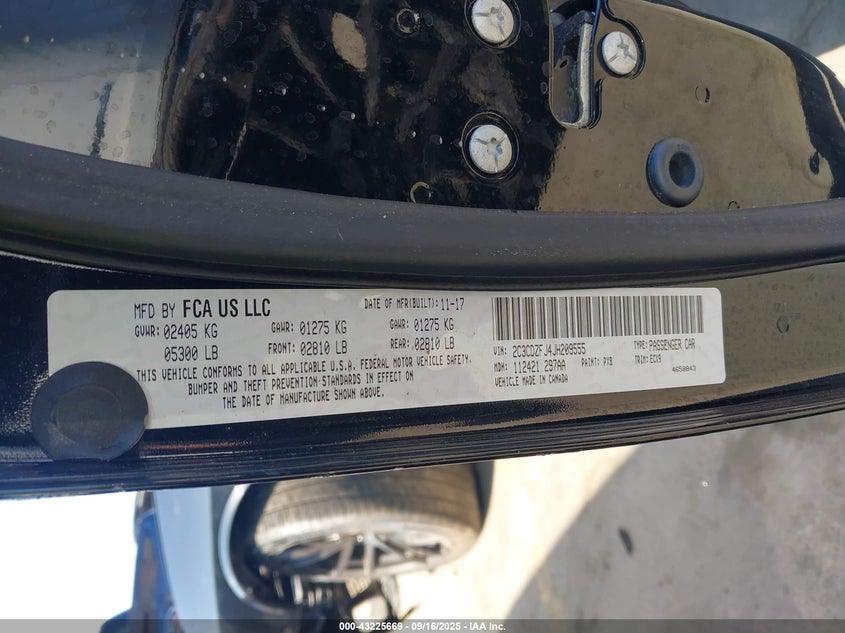 MFD BY FCA US LLC
DATE OF MFR(BUILT): 11-17
GVWR: 02405 KG
GAWR: 01275 KG
GAWR: 01275 KG
05300 LB
FRONT: 02810 LB
REAR: 02810 LB
THIS VEHICLE CONFORMS TO ALL APPLICABLE U.S.A. FEDERAL MOTOR VEHICLE SAFETY,
BUMPER AND THEFT PREVENTION STANDARDS IN EFFECT ON
THE DATE OF MANUFACTURE SHOWN ABOVE.
VIN: 2C3CDZFJ4JH209555
TYPE: PASSENGER CAR
MDH: 112421 297AA
PAINT: PX8
TRIM: ECX9
VEHICLE MADE IN CANADA
4658843
000-43225669 - 09/16/2025 - IAA Inc.